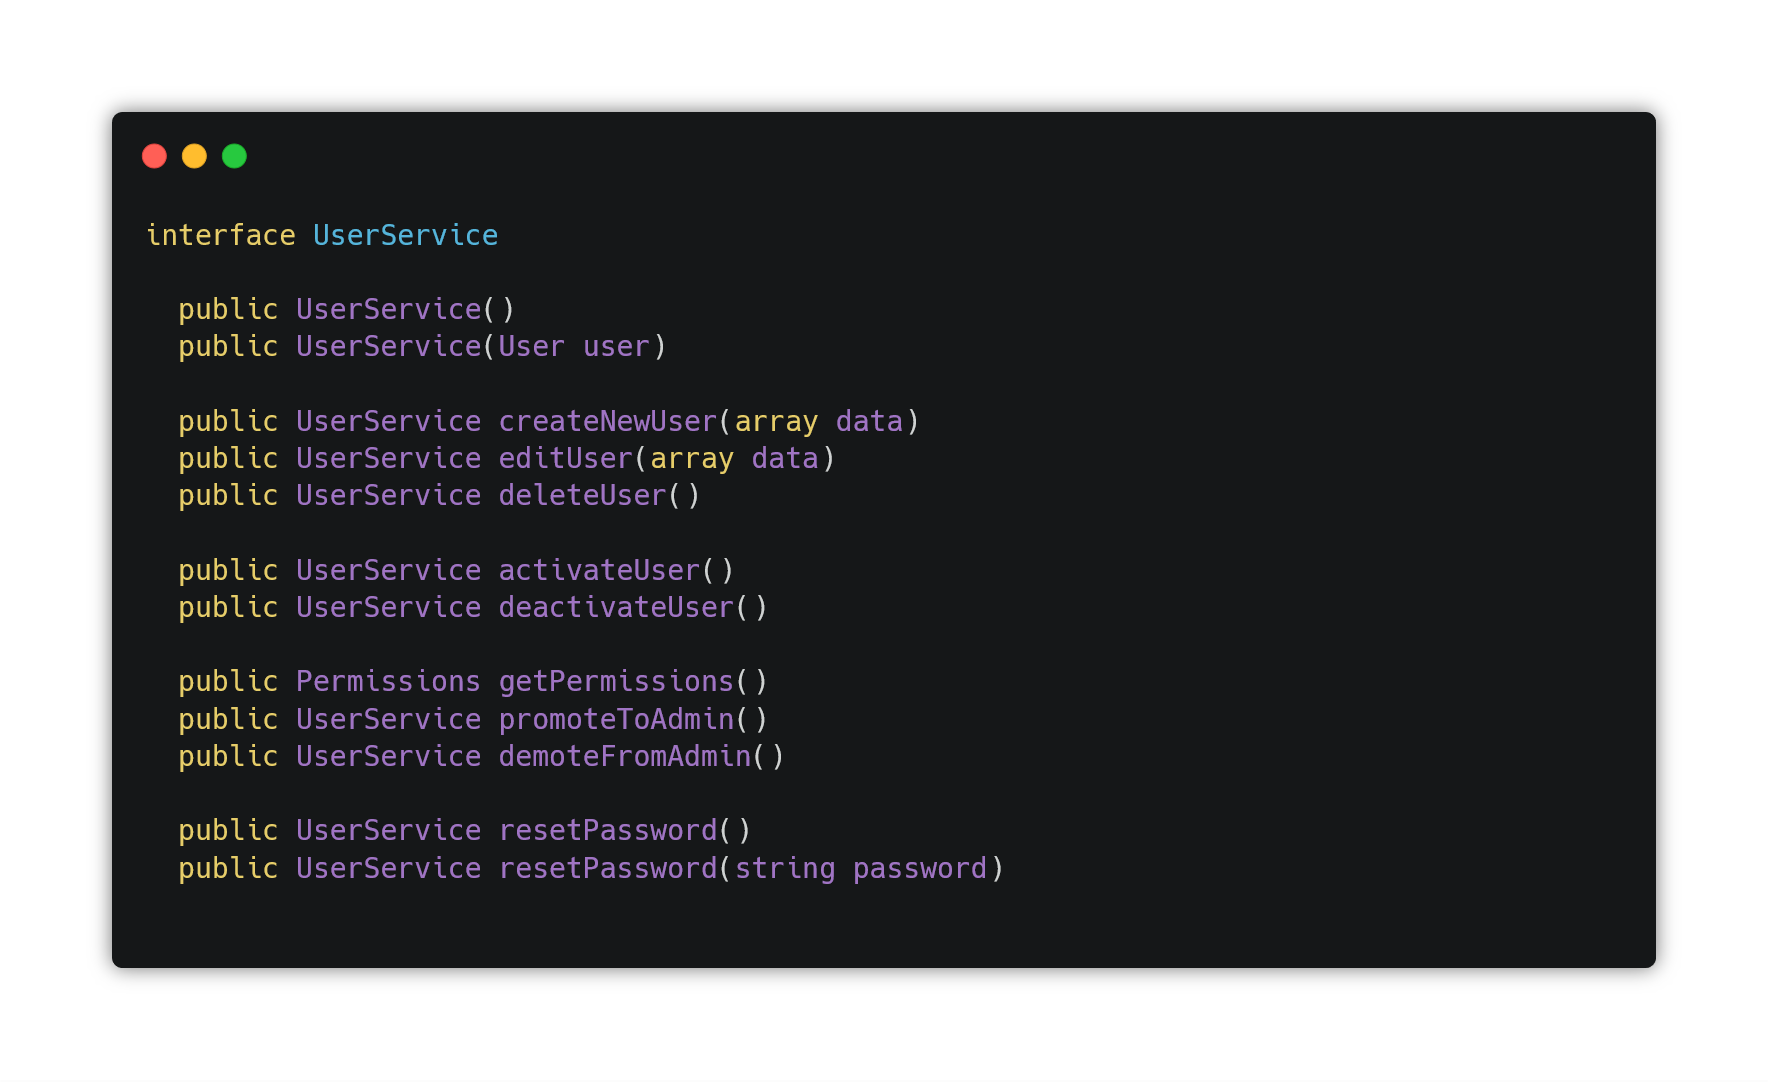 interface UserService
public UserService()
public UserService(User user)
public UserService createNewUser(array data)
public UserService editUser(array data)
public UserService deleteUser()
public UserService activateUser()
public UserService deactivateUser()
public Permissions getPermissions()
public UserService promoteToAdmin()
public UserService demoteFromAdmin()
public UserService resetPassword()
public UserService resetPassword(string password)